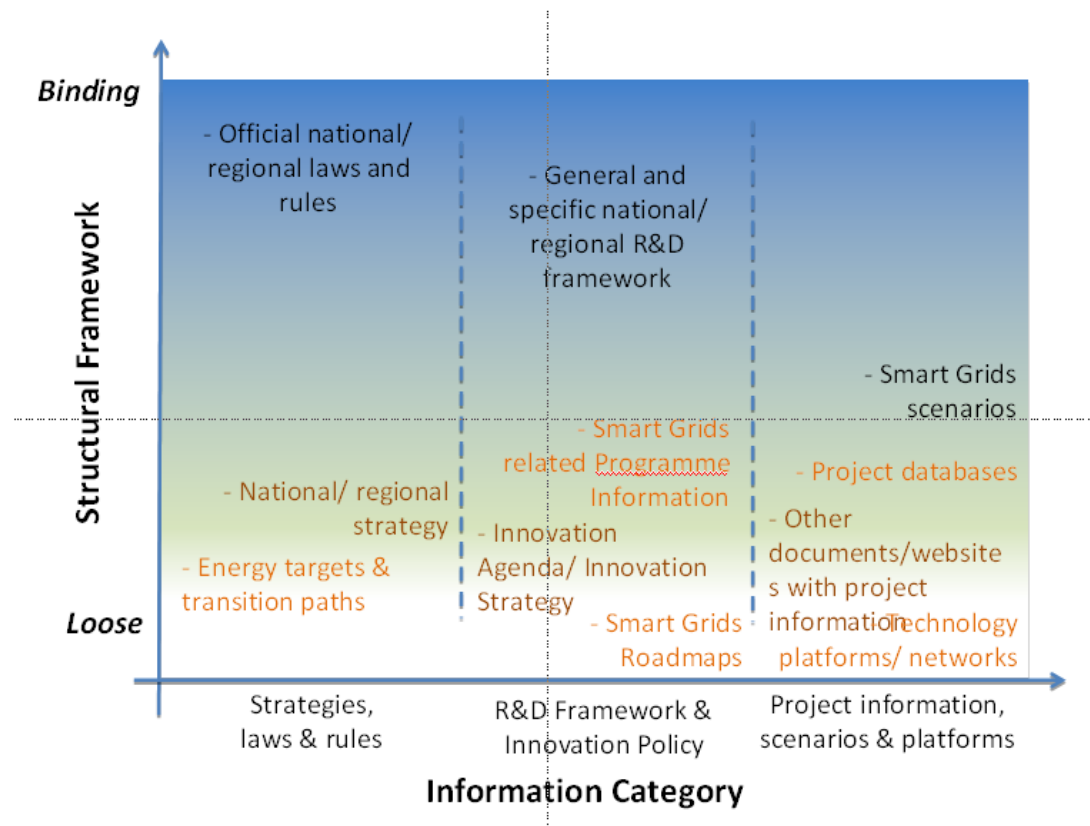 Binding
- Official national/
regional laws and
rules
- General and
specific national/
regional R&D
framework
Structural Framework
- Smart Grids
scenarios
- Smart Grids
related Programme
Information
- Project databases
- National/ regional
strategy
- Other
documents/website
s with project
information
- Innovation
Agenda/ Innovation
Strategy
- Energy targets &
transition paths
Loose
- Smart Grids
Roadmaps
- Technology
platforms/ networks
Strategies,
laws & rules
R&D Framework &
Innovation Policy
Project information,
scenarios & platforms
Information Category